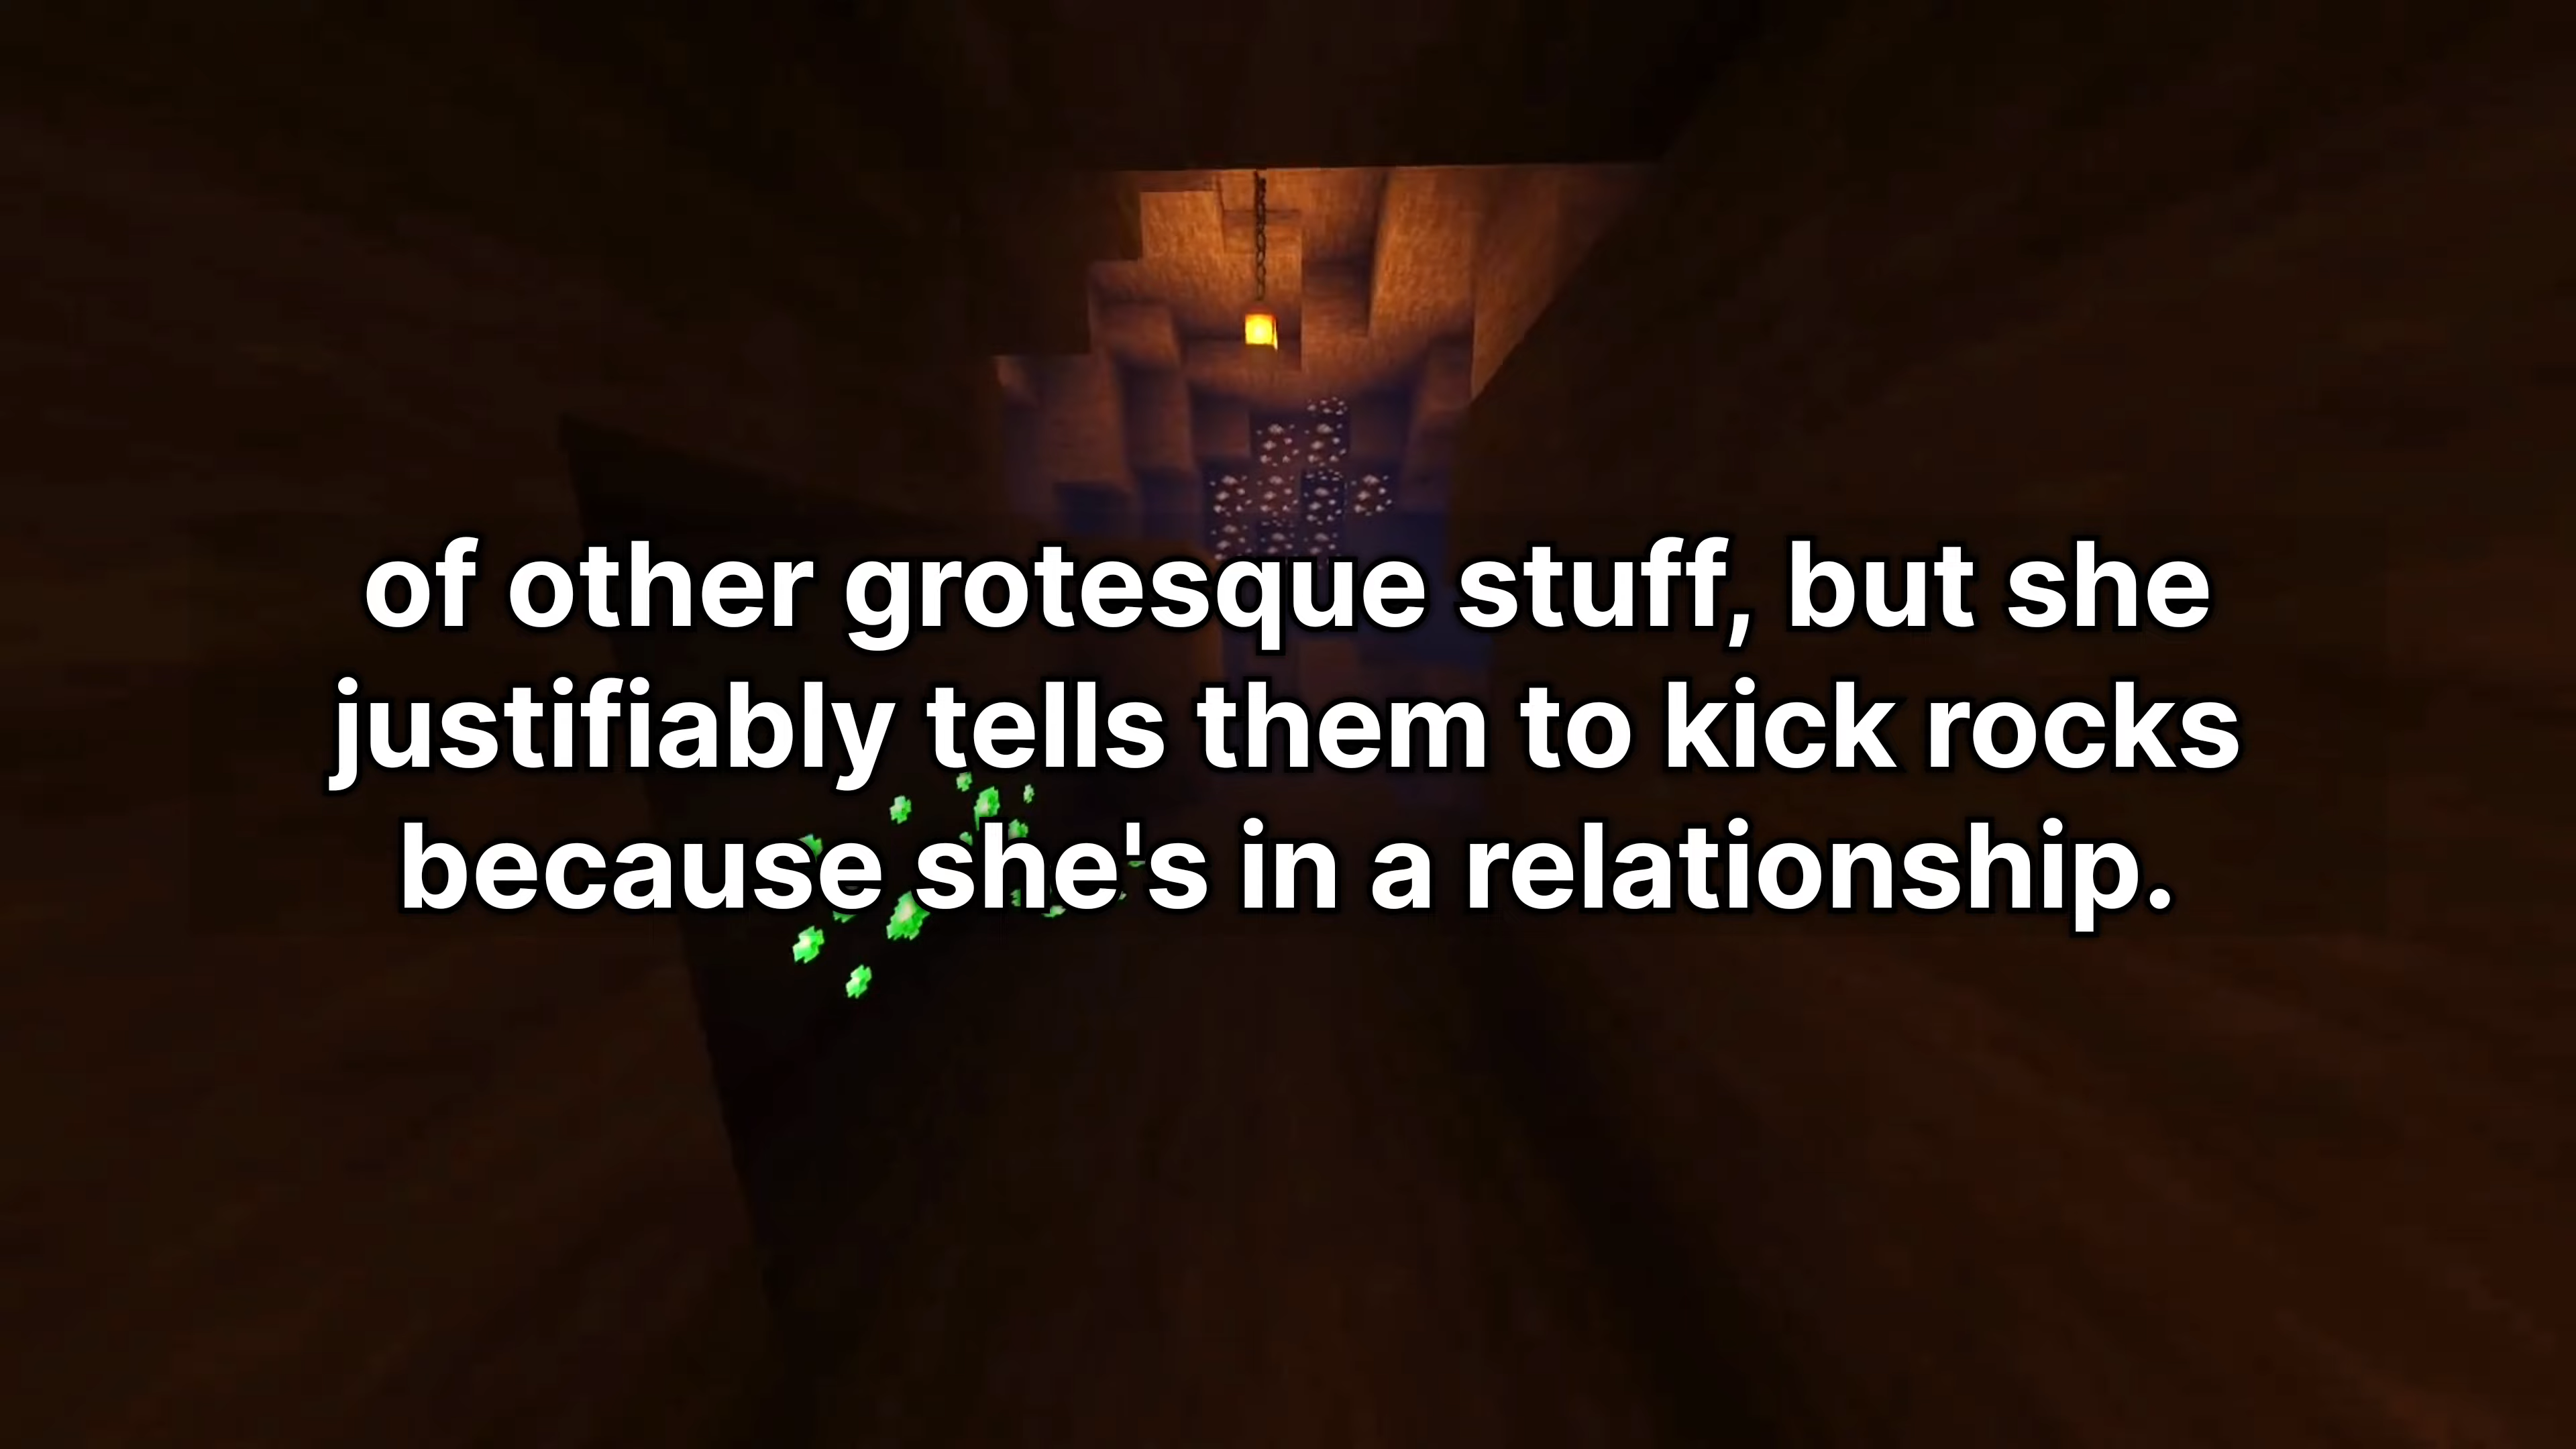 of other grotesque stuff, but she
justifiably tells them to kick rocks
because she's in a relationship.